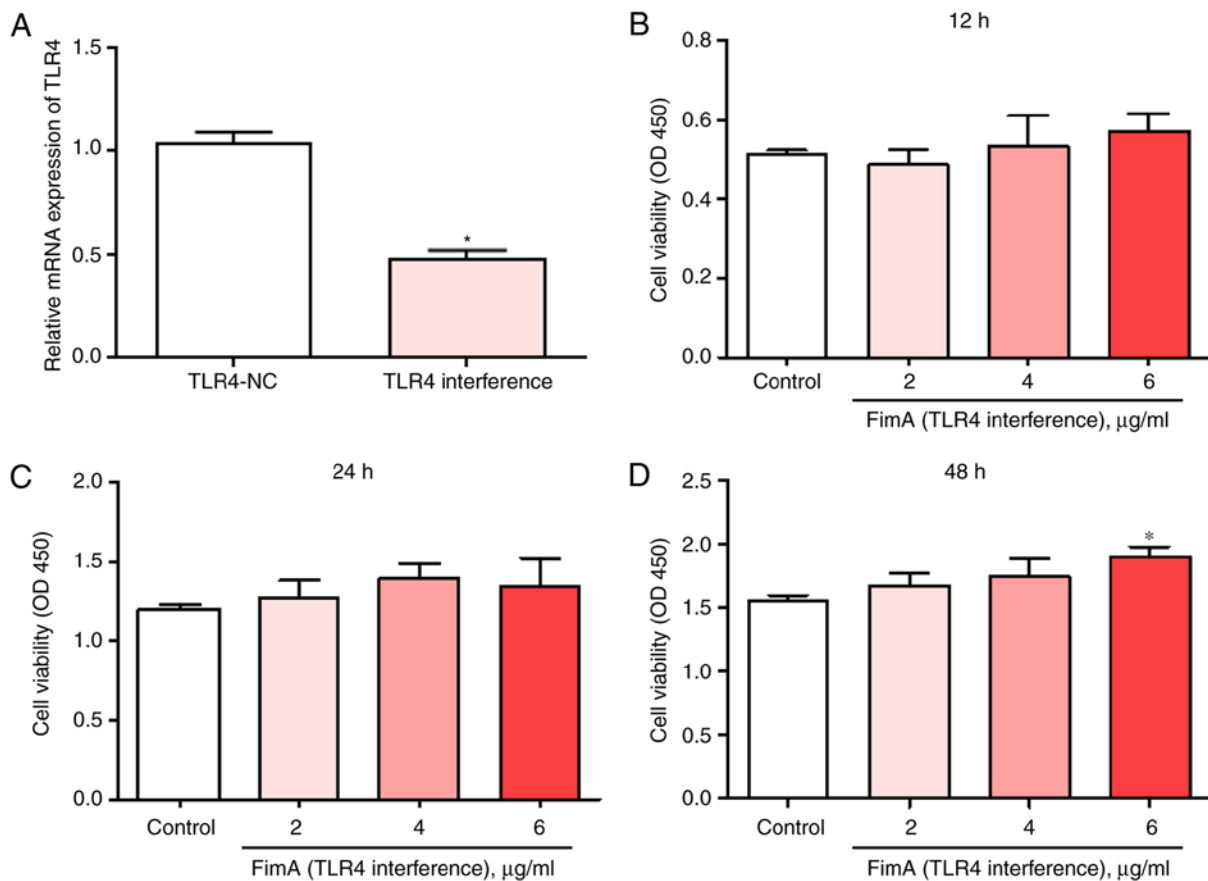 A
Relative mRNA expression of TLR4
1.5
1.0
0.5
0.0
*
TLR4-NC
TLR4 interference
B
12 h
Cell viability (OD 450)
0.8
0.6
0.4
0.2
0.0
Control
2
4
6
FimA (TLR4 interference), μg/ml
C
24 h
Cell viability (OD 450)
2.0
1.5
1.0
0.5
0.0
Control
2
4
6
FimA (TLR4 interference), μg/ml
D
48 h
Cell viability (OD 450)
2.5
2.0
1.5
1.0
0.5
0.0
*
Control
2
4
6
FimA (TLR4 interference), μg/ml